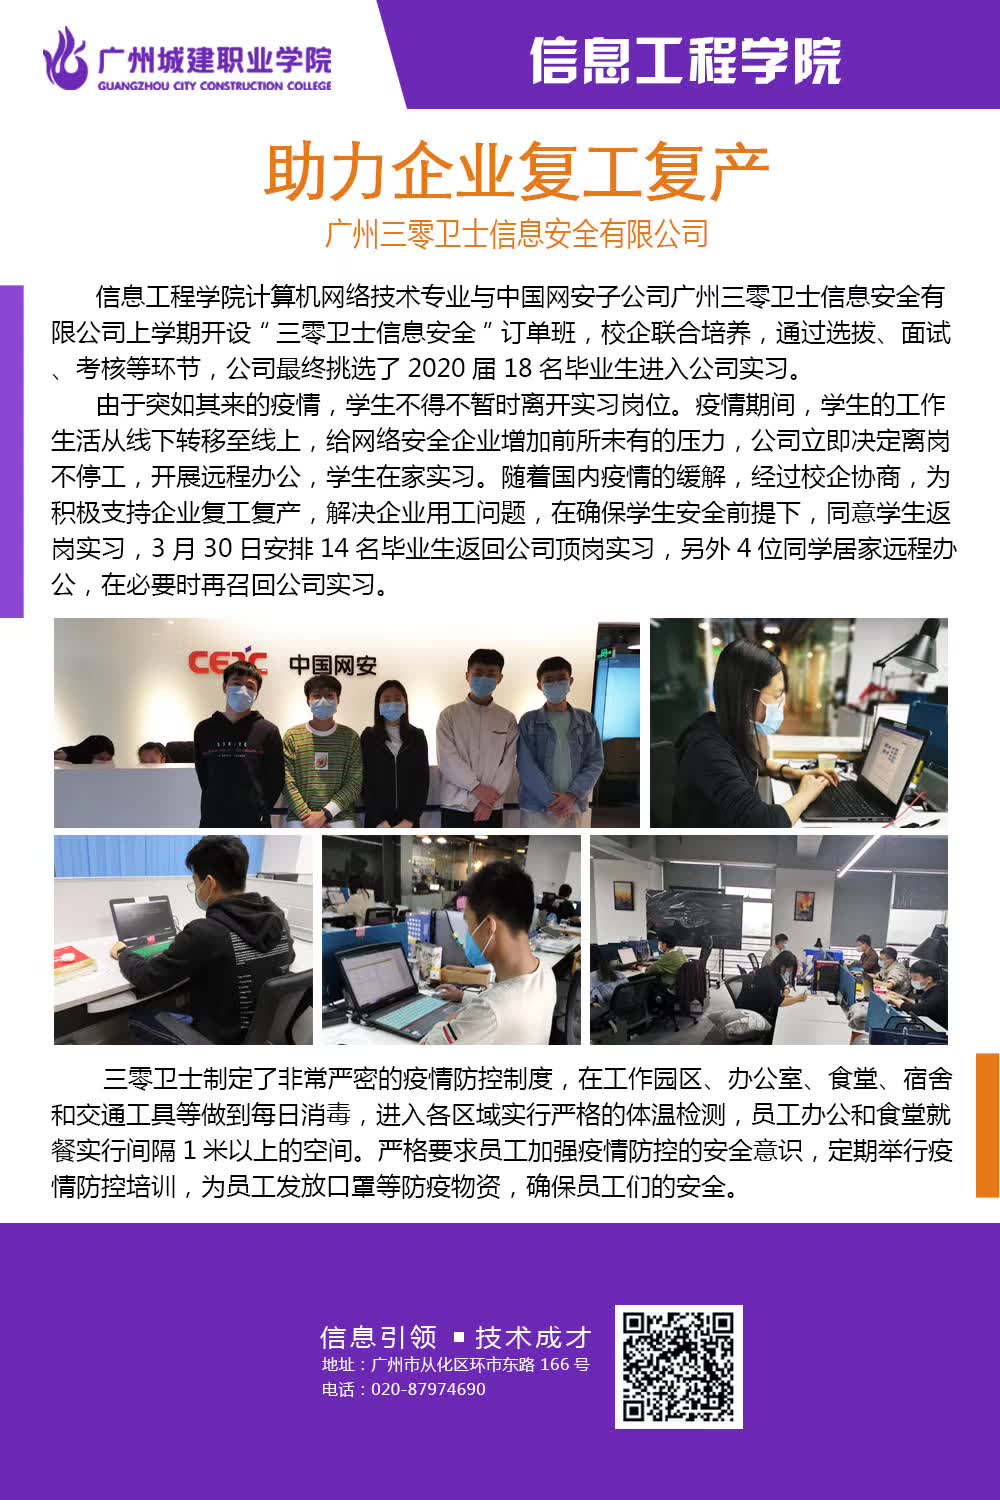 广州城建职业学院
GUANGZHOU CITY CONSTRUCTION COLLEGE
信息工程学院
助力企业复工复产
广州三零卫士信息安全有限公司
信息工程学院计算机网络技术专业与中国网安子公司广州三零卫士信息安全有
限公司上学期开设“三零卫士信息安全”订单班，校企联合培养，通过选拔、面试
、考核等环节，公司最终挑选了 2020 届 18 名毕业生进入公司实习。
由于突如其来的疫情，学生不得不暂时离开实习岗位。疫情期间，学生的工作
生活从线下转移至线上，给网络安全企业增加前所未有的压力，公司立即决定离岗
不停工，开展远程办公，学生在家实习。随着国内疫情的缓解，经过校企协商，为
积极支持企业复工复产，解决企业用工问题，在确保学生安全前提下，同意学生返
岗实习，3 月 30 日安排 14 名毕业生返回公司顶岗实习，另外 4 位同学居家远程办
公，在必要时再召回公司实习。
中国网安
三零卫士制定了非常严密的疫情防控制度，在工作园区、办公室、食堂、宿舍
和交通工具等做到每日消毒，进入各区域实行严格的体温检测，员工办公和食堂就
餐实行间隔 1 米以上的空间。严格要求员工加强疫情防控的安全意识，定期举行疫
情防控培训，为员工发放口罩等防疫物资，确保员工们的安全。
信息引领 ▪ 技术成才
地址：广州市从化区环市东路 166 号
电话：020-87974690